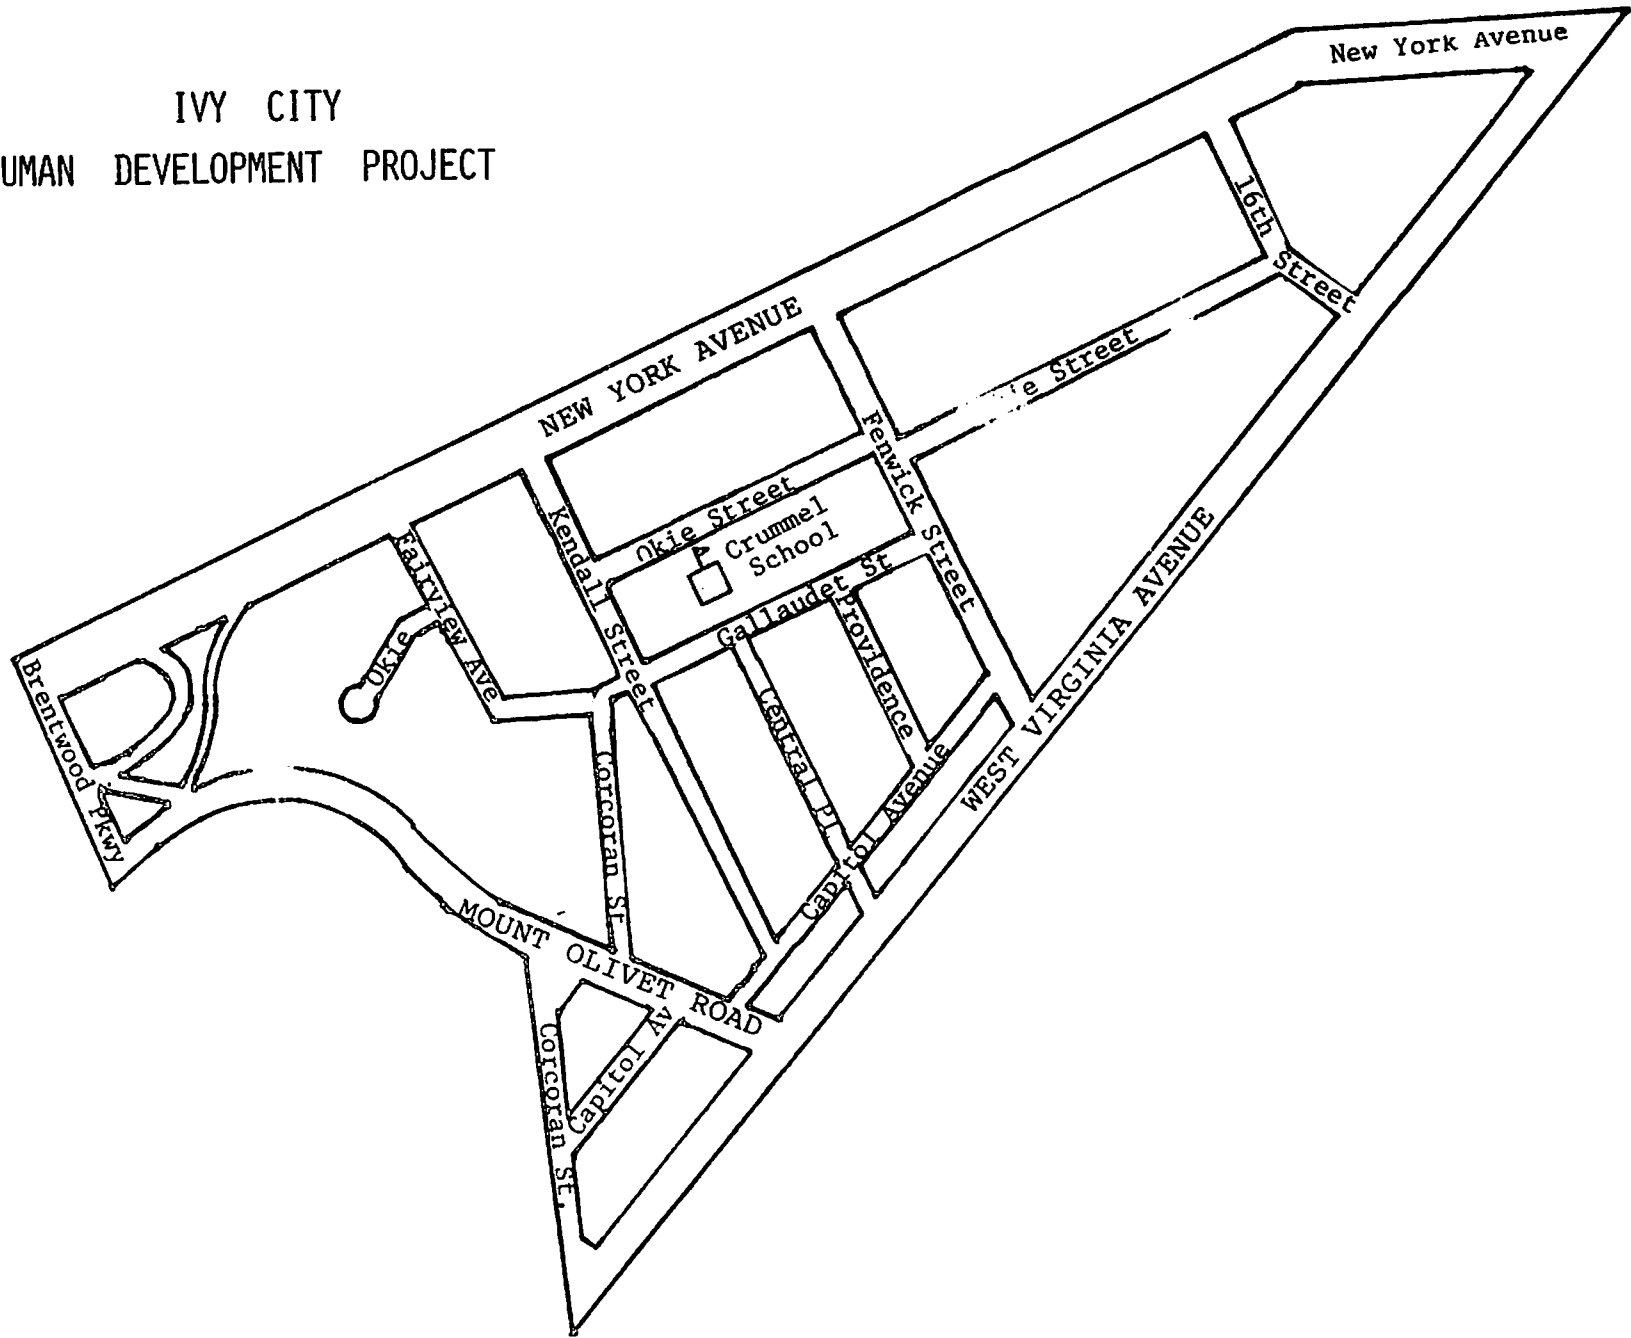 IVY CITY
UMAN DEVELOPMENT PROJECT
New York Avenue
16th
Street
NEW YORK AVENUE
e Street
Fenwick Street
Okie Street
Crummel
School
Kendall Street
Gallaudet St
Fairview Ave
Okie
Providence
Central Pl
Brentwood Pkwy
Corcoran St
Capitol Avenue
WEST VIRGINIA AVENUE
MOUNT OLIVET ROAD
Capitol Av
Corcoran St.